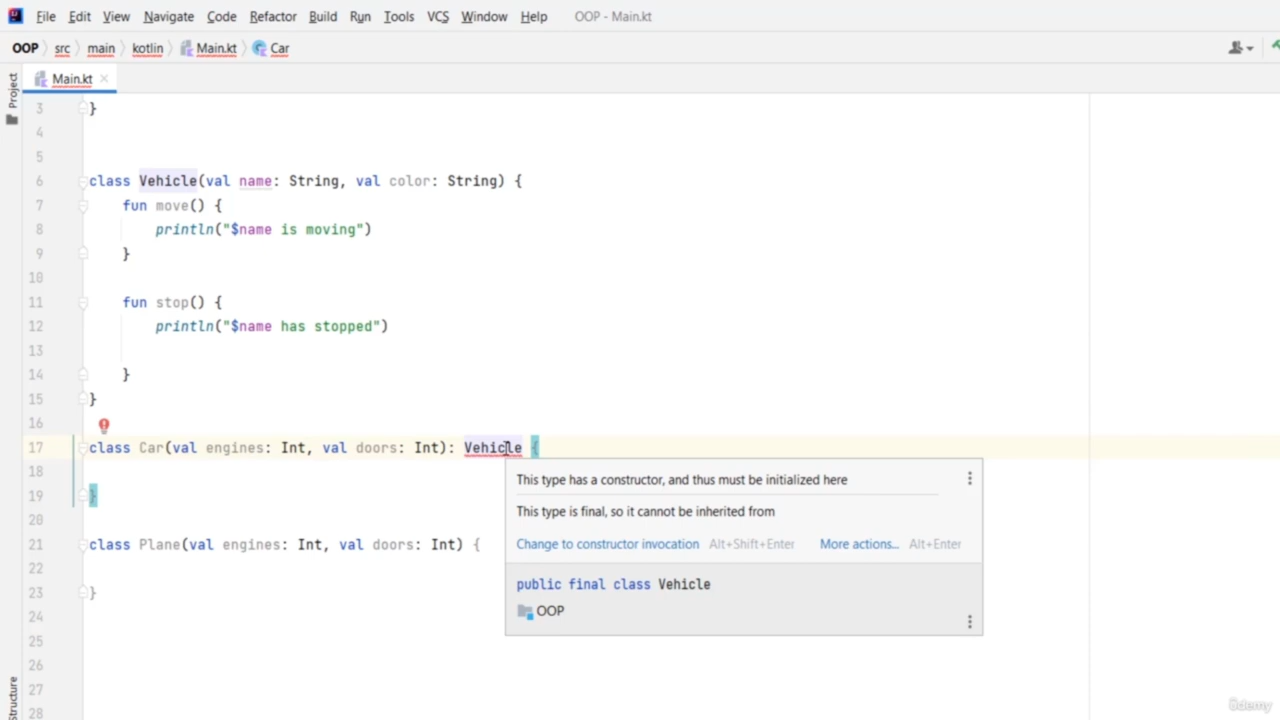 File Edit View Navigate Code Refactor Build Run Tools VCS Window Help OOP - Main.kt
OOP src main kotlin Main.kt Car
Project
Main.kt
3 }
4
5
6 class Vehicle(val name: String, val color: String) {
7 fun move() {
8 println("$name is moving")
9 }
10
11 fun stop() {
12 println("$name has stopped")
13
14 }
15 }
16
17 class Car(val engines: Int, val doors: Int): Vehicle {
18
This type has a constructor, and thus must be initialized here
19 }
This type is final, so it cannot be inherited from
20
21 class Plane(val engines: Int, val doors: Int) {
Change to constructor invocation Alt+Shift+Enter More actions... Alt+Enter
22
public final class Vehicle
23 }
OOP
24
25
26
27
28
Structure
ûdemy